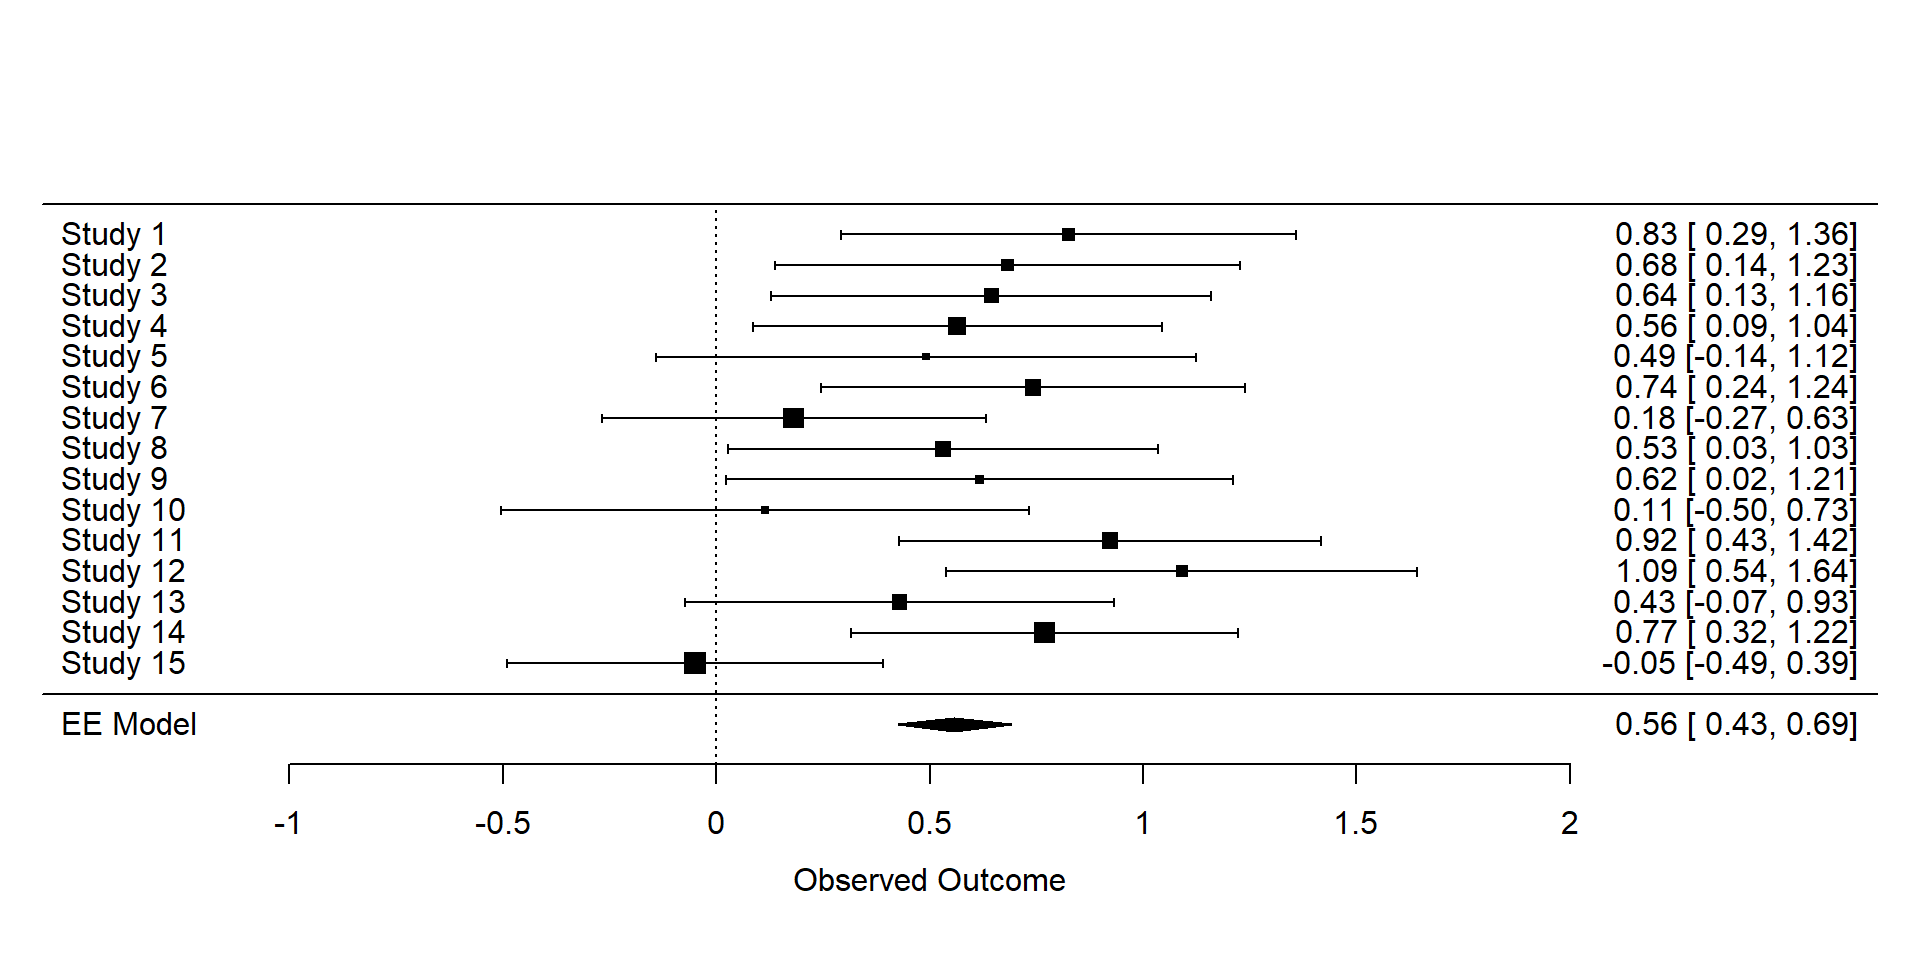 Study 1 0.83 [ 0.29, 1.36]
Study 2 0.68 [ 0.14, 1.23]
Study 3 0.64 [ 0.13, 1.16]
Study 4 0.56 [ 0.09, 1.04]
Study 5 0.49 [-0.14, 1.12]
Study 6 0.74 [ 0.24, 1.24]
Study 7 0.18 [-0.27, 0.63]
Study 8 0.53 [ 0.03, 1.03]
Study 9 0.62 [ 0.02, 1.21]
Study 10 0.11 [-0.50, 0.73]
Study 11 0.92 [ 0.43, 1.42]
Study 12 1.09 [ 0.54, 1.64]
Study 13 0.43 [-0.07, 0.93]
Study 14 0.77 [ 0.32, 1.22]
Study 15 -0.05 [-0.49, 0.39]
EE Model 0.56 [ 0.43, 0.69]
-1 -0.5 0 0.5 1 1.5 2
Observed Outcome